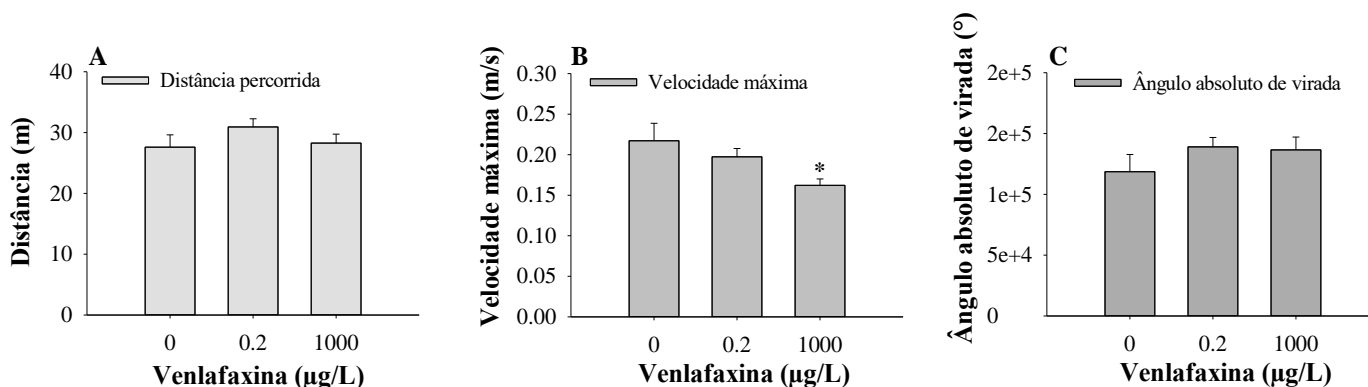 A
Distância percorrida
Distância (m)
40
30
20
10
0
0 0.2 1000
Venlafaxina (µg/L)
B
Velocidade máxima
Velocidade máxima (m/s)
0.30
0.25
0.20
0.15
0.10
0.05
0.00
*
0 0.2 1000
Venlafaxina (µg/L)
C
Ângulo absoluto de virada
Ângulo absoluto de virada (°)
2e+5
2e+5
1e+5
5e+4
0
0 0.2 1000
Venlafaxina (µg/L)